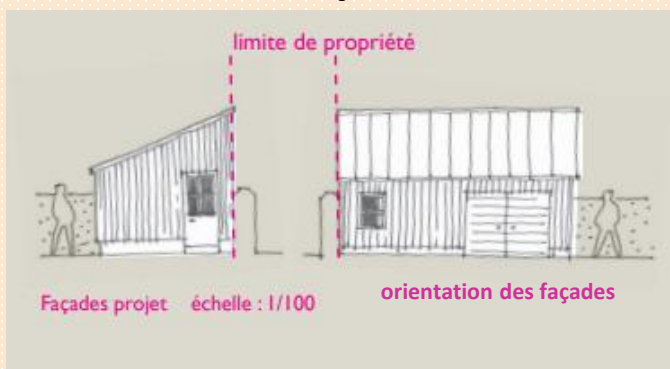 limite de propriété
Façades projet échelle : 1/100
orientation des façades